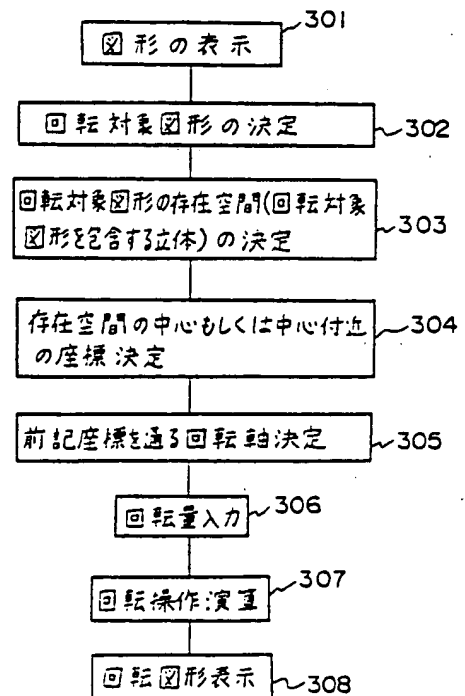 301
図形の表示
回転対象図形の決定
302
回転対象図形の存在空間(回転対象
図形を包含する立体)の決定
303
存在空間の中心もしくは中心付近
の座標決定
304
前記座標を通る回転軸決定
305
回転量入力
306
回転操作演算
307
回転図形表示
308